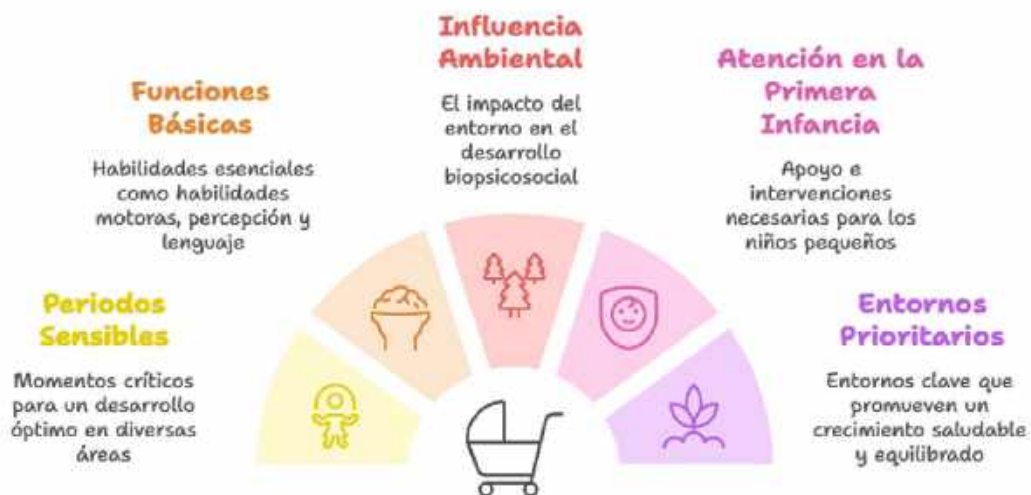 Influencia
Ambiental
El impacto del
entorno en el
desarrollo
biopsicosocial
Atención en la
Primera
Infancia
Apoyo e
intervenciones
necesarias para los
niños pequeños
Funciones
Básicas
Habilidades esenciales
como habilidades
motoras, percepción y
lenguaje
Periodos
Sensibles
Momentos críticos
para un desarrollo
óptimo en diversas
áreas
Entornos
Prioritarios
Entornos clave que
promueven un
crecimiento saludable
y equilibrado